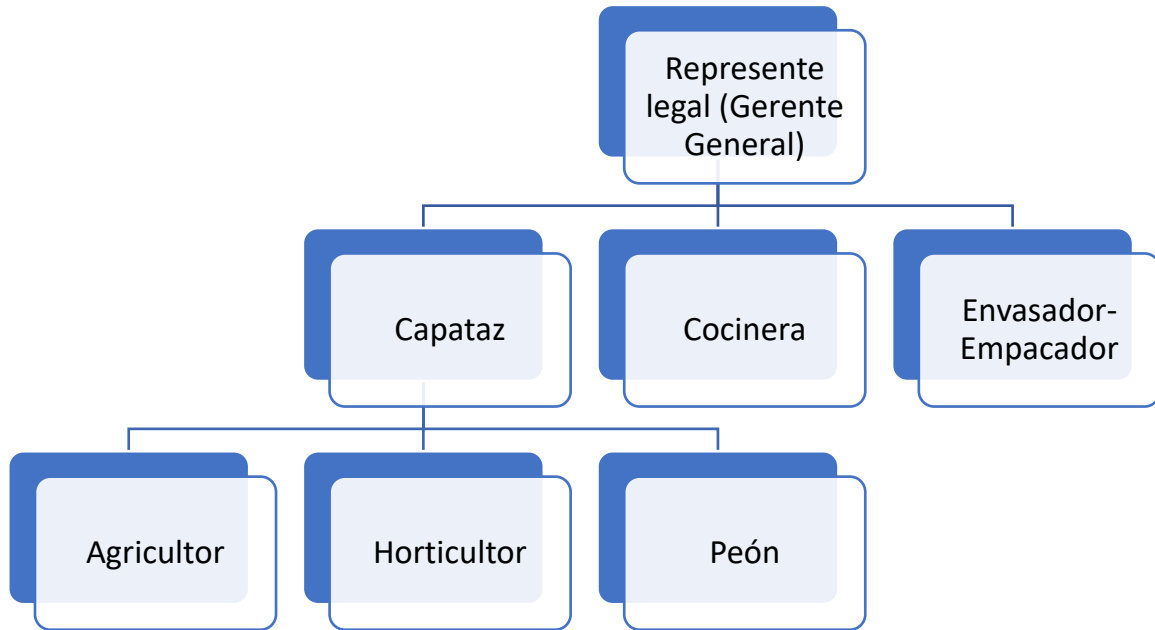 Represente
legal (Gerente
General)
Capataz
Cocinera
Envasador-
Empacador
Agricultor
Horticultor
Peón